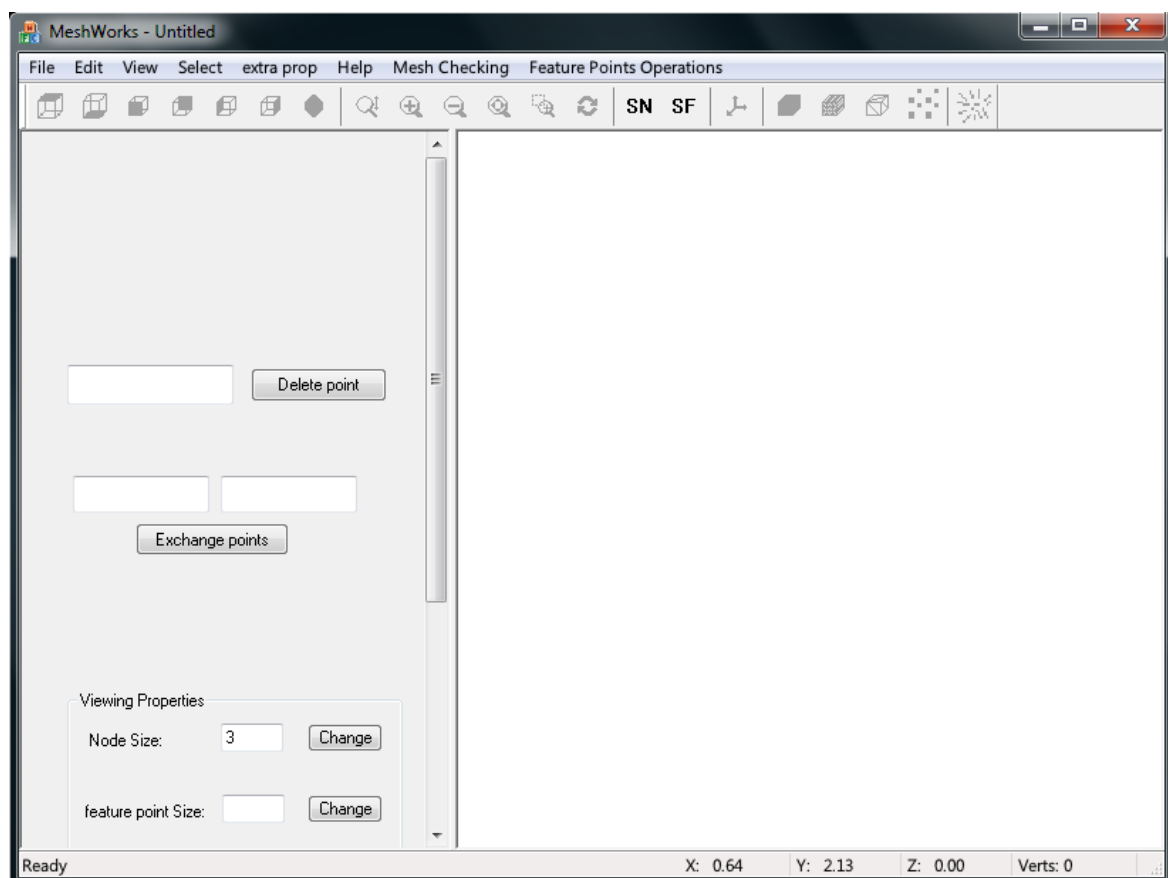 MeshWorks - Untitled
File Edit View Select extra prop Help Mesh Checking Feature Points Operations
SN SF
Delete point
Exchange points
Viewing Properties
Node Size: 3 Change
feature point Size: Change
Ready X: 0.64 Y: 2.13 Z: 0.00 Verts: 0